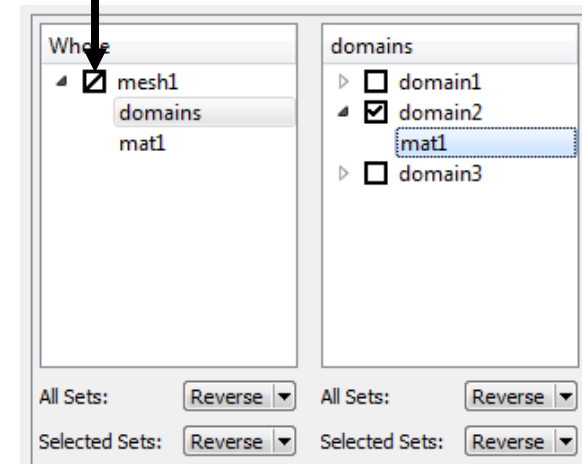 Whole
mesh1
domains
mat1
All Sets: Reverse
Selected Sets: Reverse
domains
domain1
domain2
mat1
domain3
All Sets: Reverse
Selected Sets: Reverse